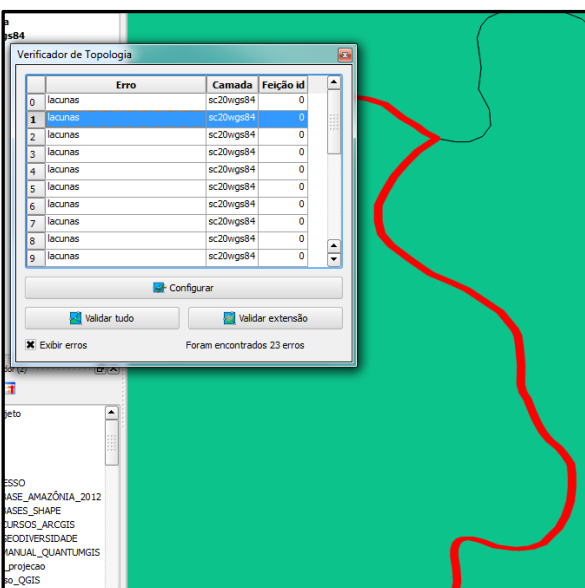 a
gs84
Verificador de Topologia
Erro Camada Feição id
0 lacunas sc20wgs84 0
1 lacunas sc20wgs84 0
2 lacunas sc20wgs84 0
3 lacunas sc20wgs84 0
4 lacunas sc20wgs84 0
5 lacunas sc20wgs84 0
6 lacunas sc20wgs84 0
7 lacunas sc20wgs84 0
8 lacunas sc20wgs84 0
9 lacunas sc20wgs84 0
Configurar
Validar tudo Validar extensão
Exibir erros Foram encontrados 23 erros
dor (2)
jeto
ESSO
BASE_AMAZÔNIA_2012
BASES_SHAPE
CURSOS_ARCGIS
GEODIVERSIDADE
MANUAL_QUANTUMGIS
_projecao
so_QGIS